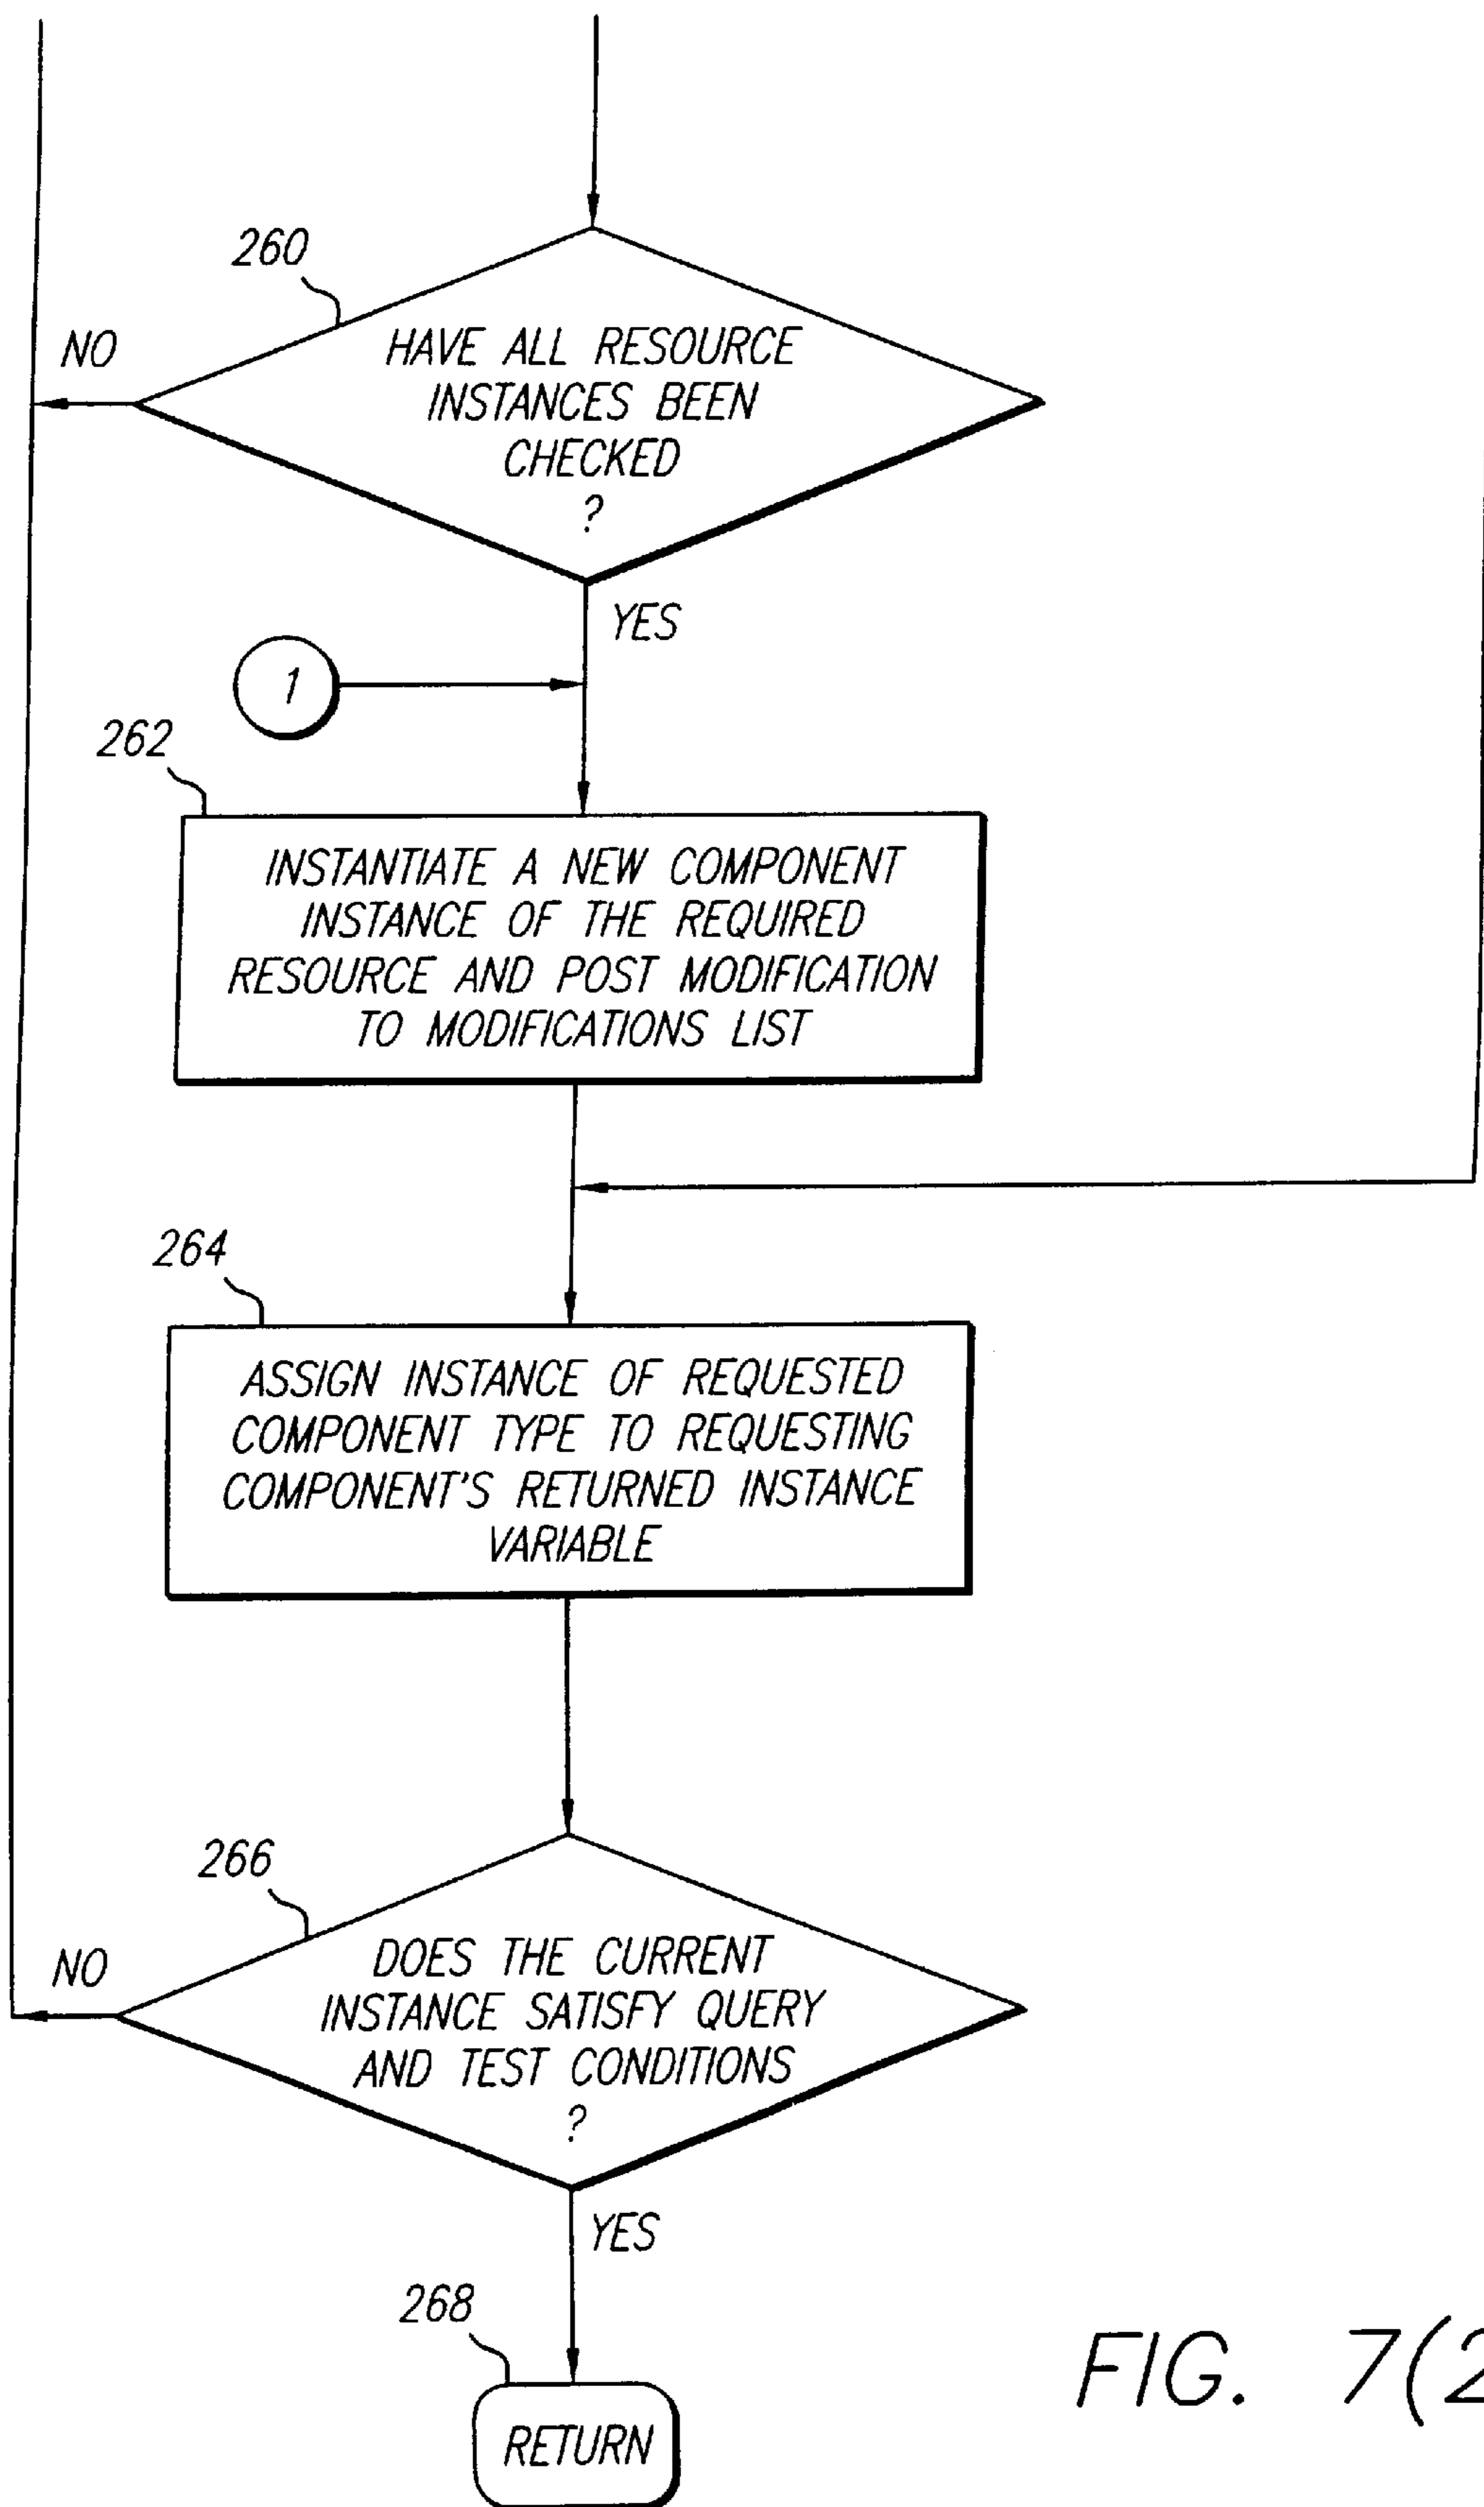 260
NO
HAVE ALL RESOURCE
INSTANCES BEEN
CHECKED
?
YES
1
262
INSTANTIATE A NEW COMPONENT
INSTANCE OF THE REQUIRED
RESOURCE AND POST MODIFICATION
TO MODIFICATIONS LIST
264
ASSIGN INSTANCE OF REQUESTED
COMPONENT TYPE TO REQUESTING
COMPONENT'S RETURNED INSTANCE
VARIABLE
266
NO
DOES THE CURRENT
INSTANCE SATISFY QUERY
AND TEST CONDITIONS
?
YES
268
RETURN
FIG. 7(2